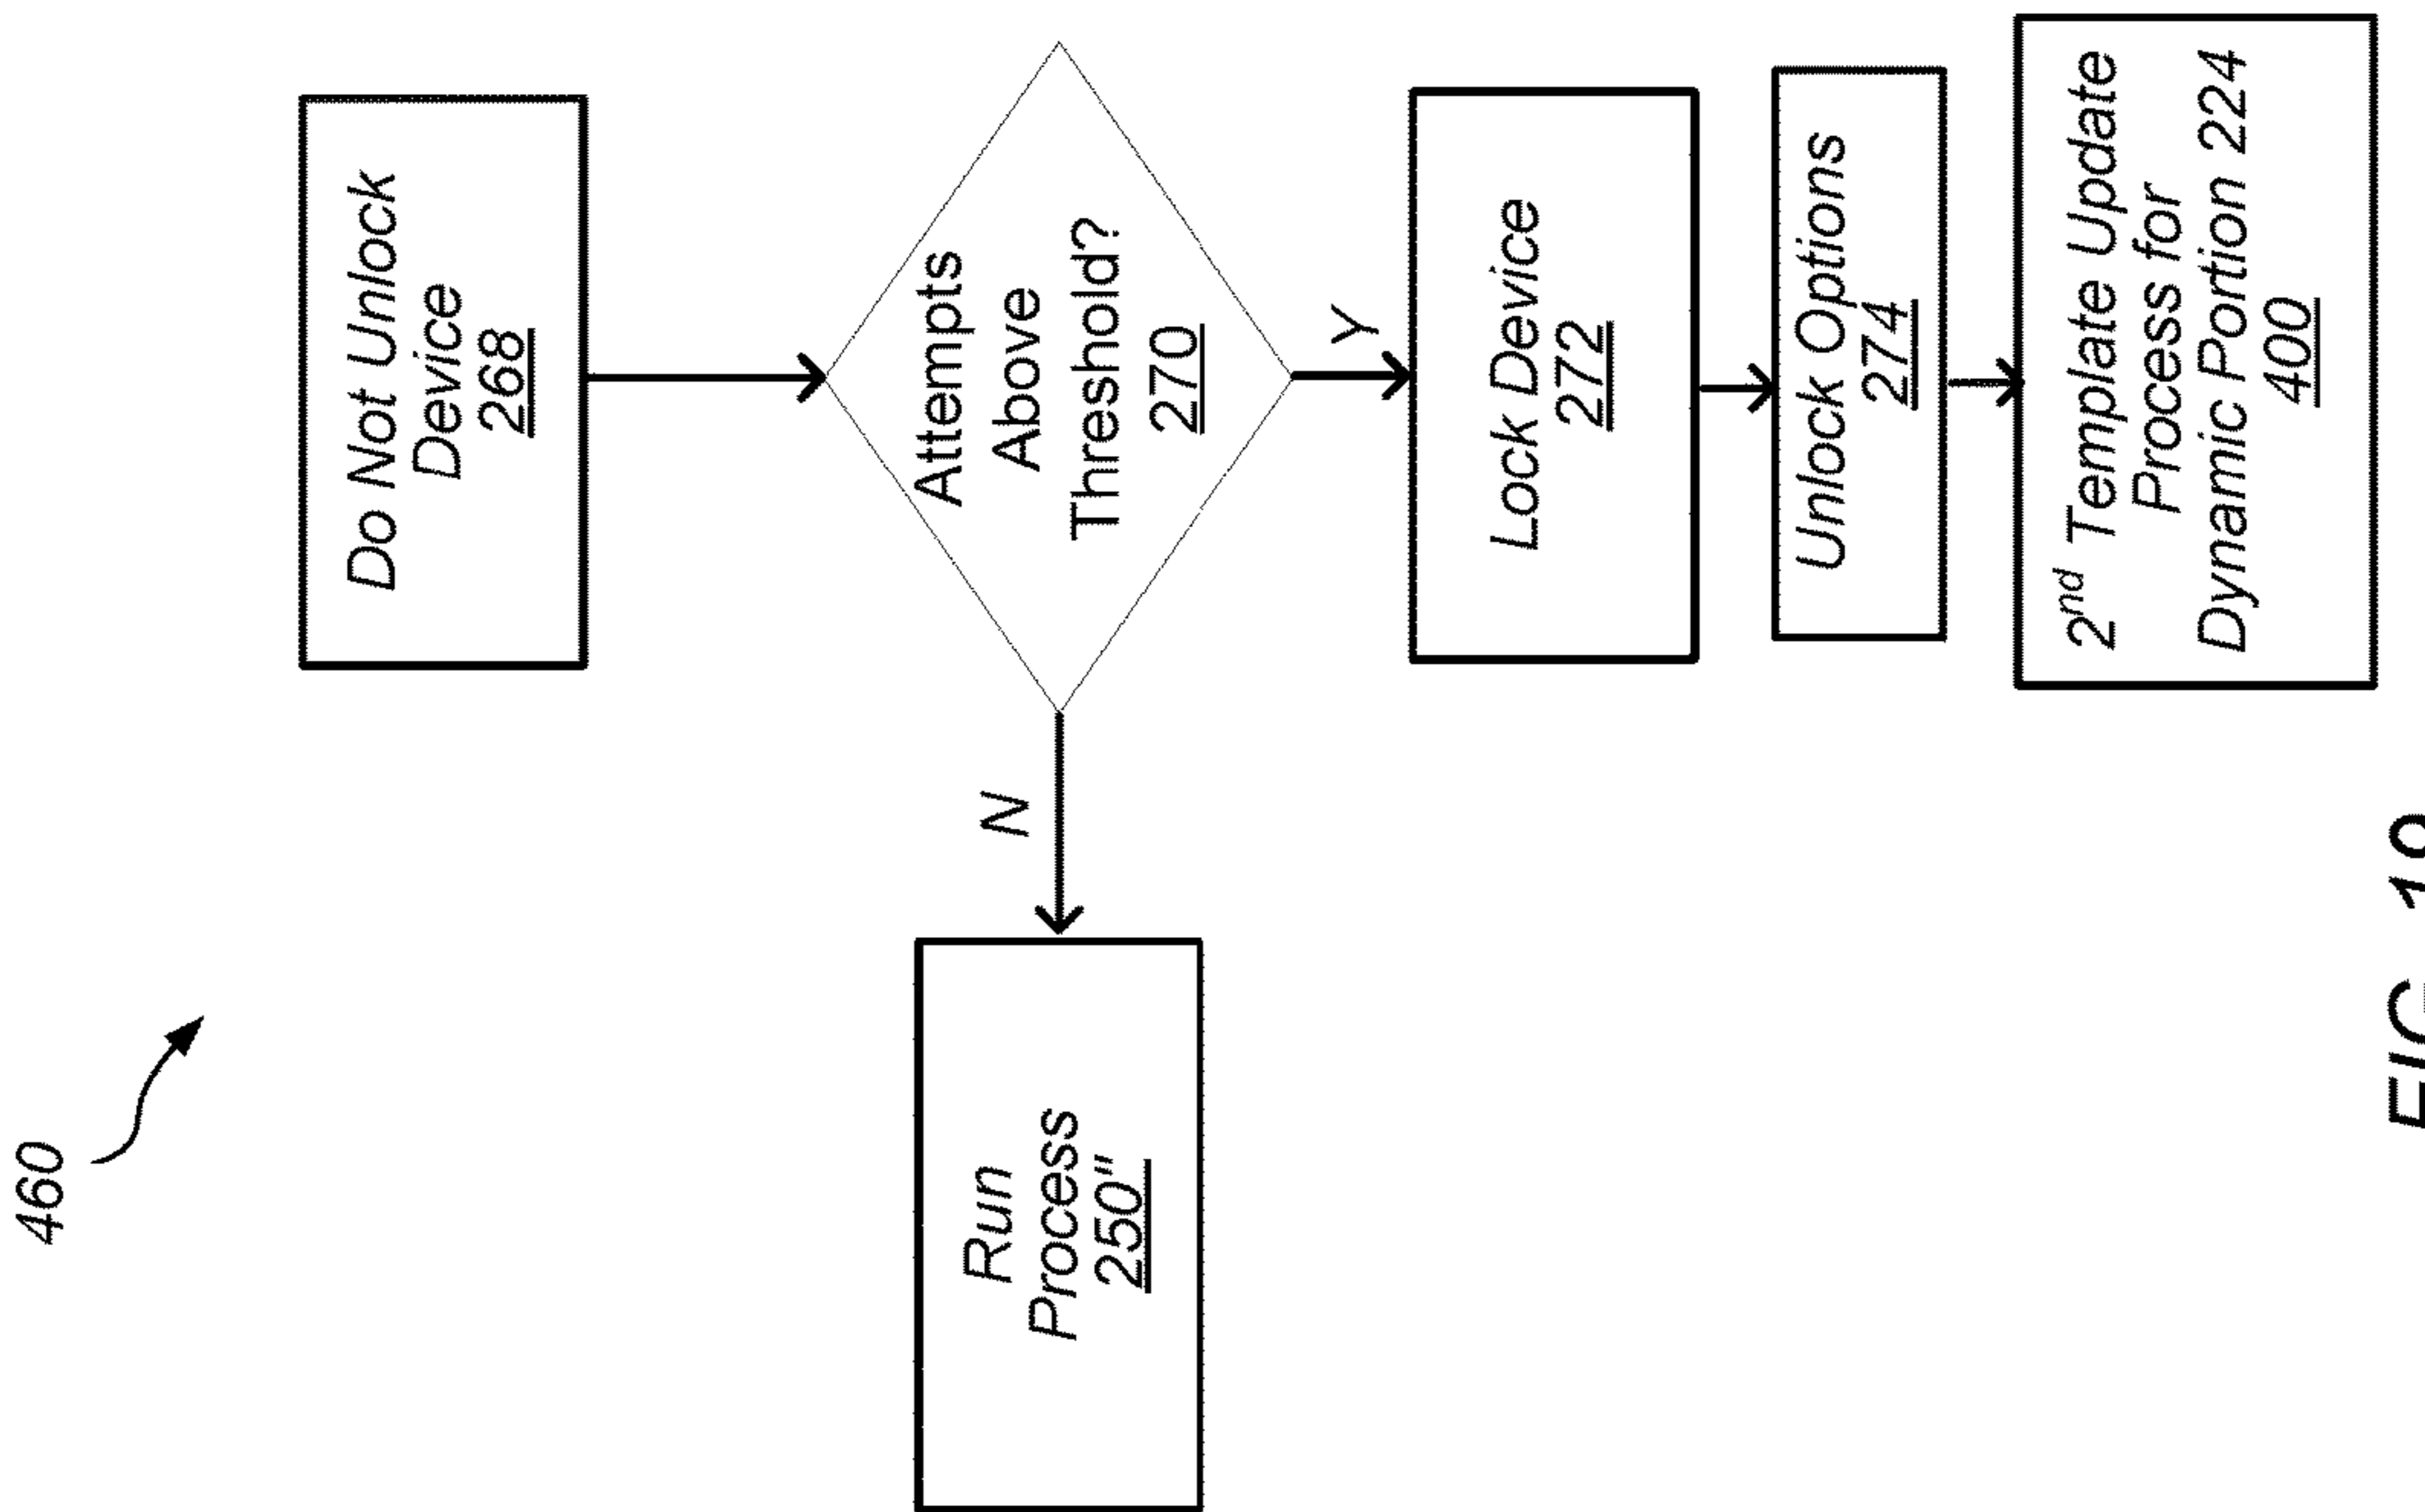 460
Do Not Unlock
Device
268
Attempts
Above
Threshold?
270
N
Run
Process
250"
Y
Lock Device
272
Unlock Options
274
2nd Template Update
Process for
Dynamic Portion 224
400
FIG